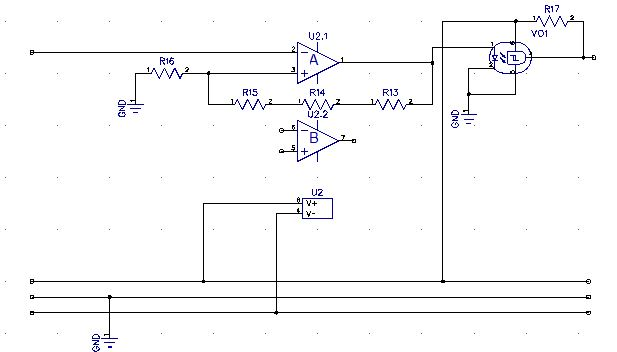 R17
1 2
VO1
U2.1
2 −
A
1
3 +
R16
1 2
GND
1
R15
1 2
R14
1 2
R13
1 2
GND
1
U2.2
6 −
B
7
5 +
U2
8 V+
4 V-
GND
1